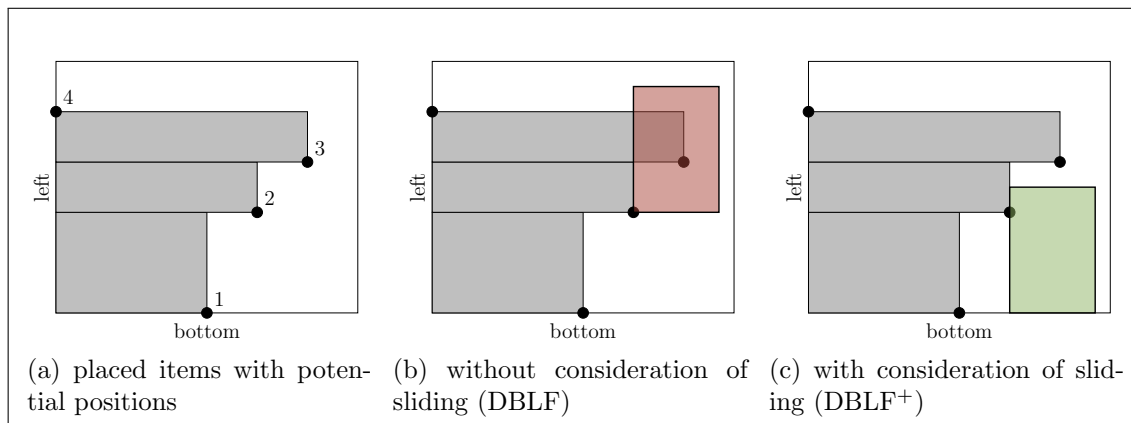 4
3
2
1
left
bottom
left
bottom
left
bottom
(a) placed items with poten-
tial positions
(b) without consideration of
sliding (DBLF)
(c) with consideration of slid-
ing (DBLF+)